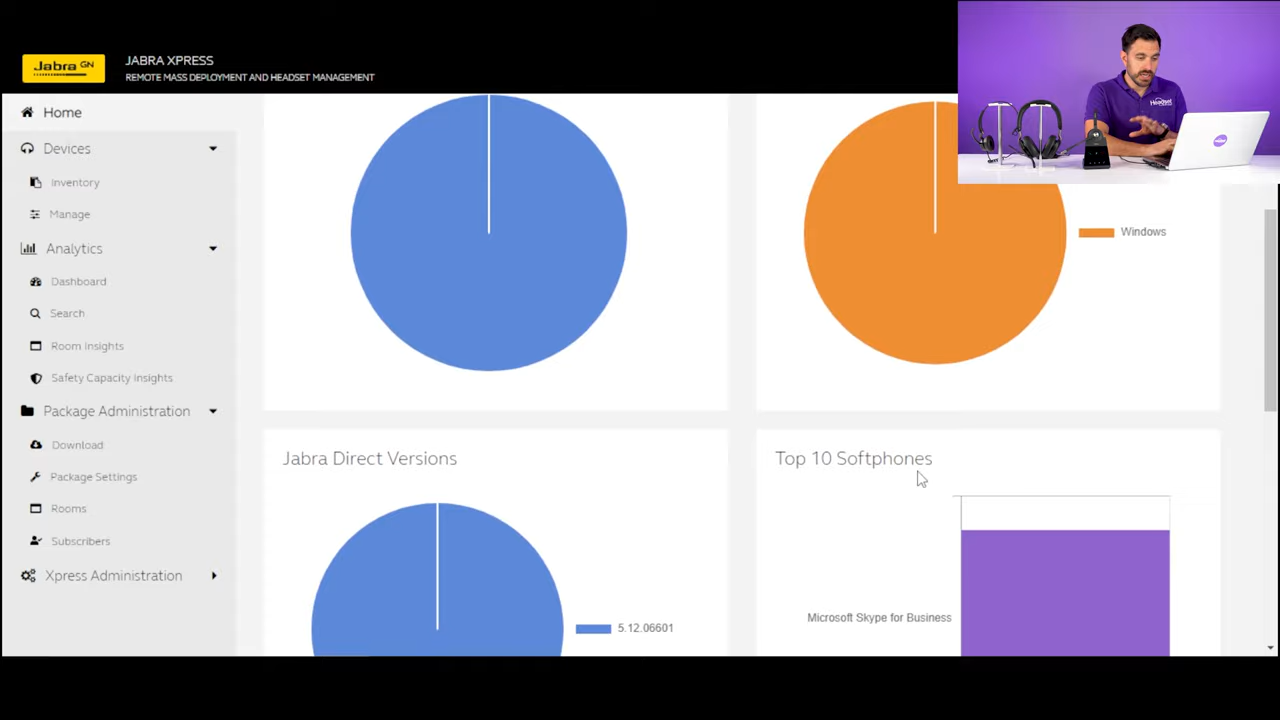 Jabra GN
JABRA XPRESS
REMOTE MASS DEPLOYMENT AND HEADSET MANAGEMENT
Home
Devices
Inventory
Manage
Analytics
Dashboard
Search
Room Insights
Safety Capacity Insights
Package Administration
Download
Package Settings
Rooms
Subscribers
Xpress Administration
Windows
Jabra Direct Versions
5.12.06601
Top 10 Softphones
Microsoft Skype for Business
Headset